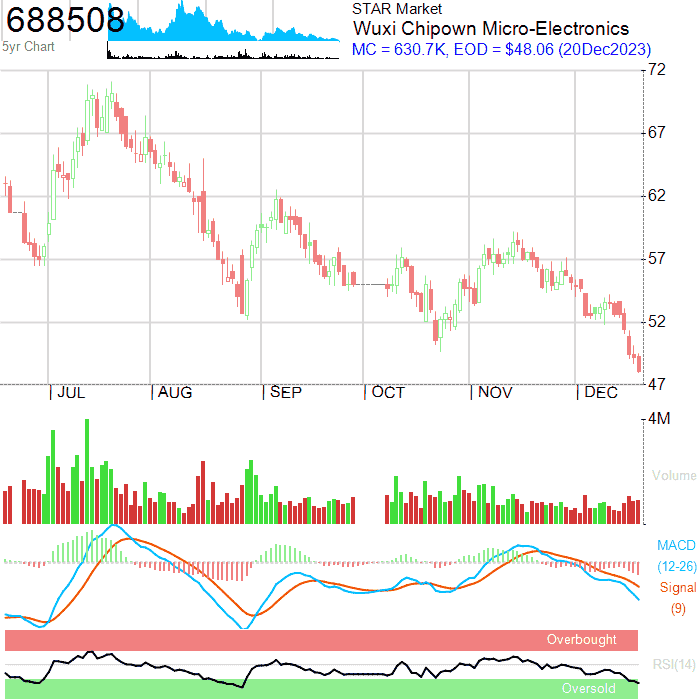 688508
5yr Chart
STAR Market
Wuxi Chipown Micro-Electronics
MC = 630.7K, EOD = $48.06 (20Dec2023)
72
67
62
57
52
47
JUL AUG SEP OCT NOV DEC
4M
Volume
MACD
(12-26)
Signal
(9)
Overbought
RSI(14)
Oversold